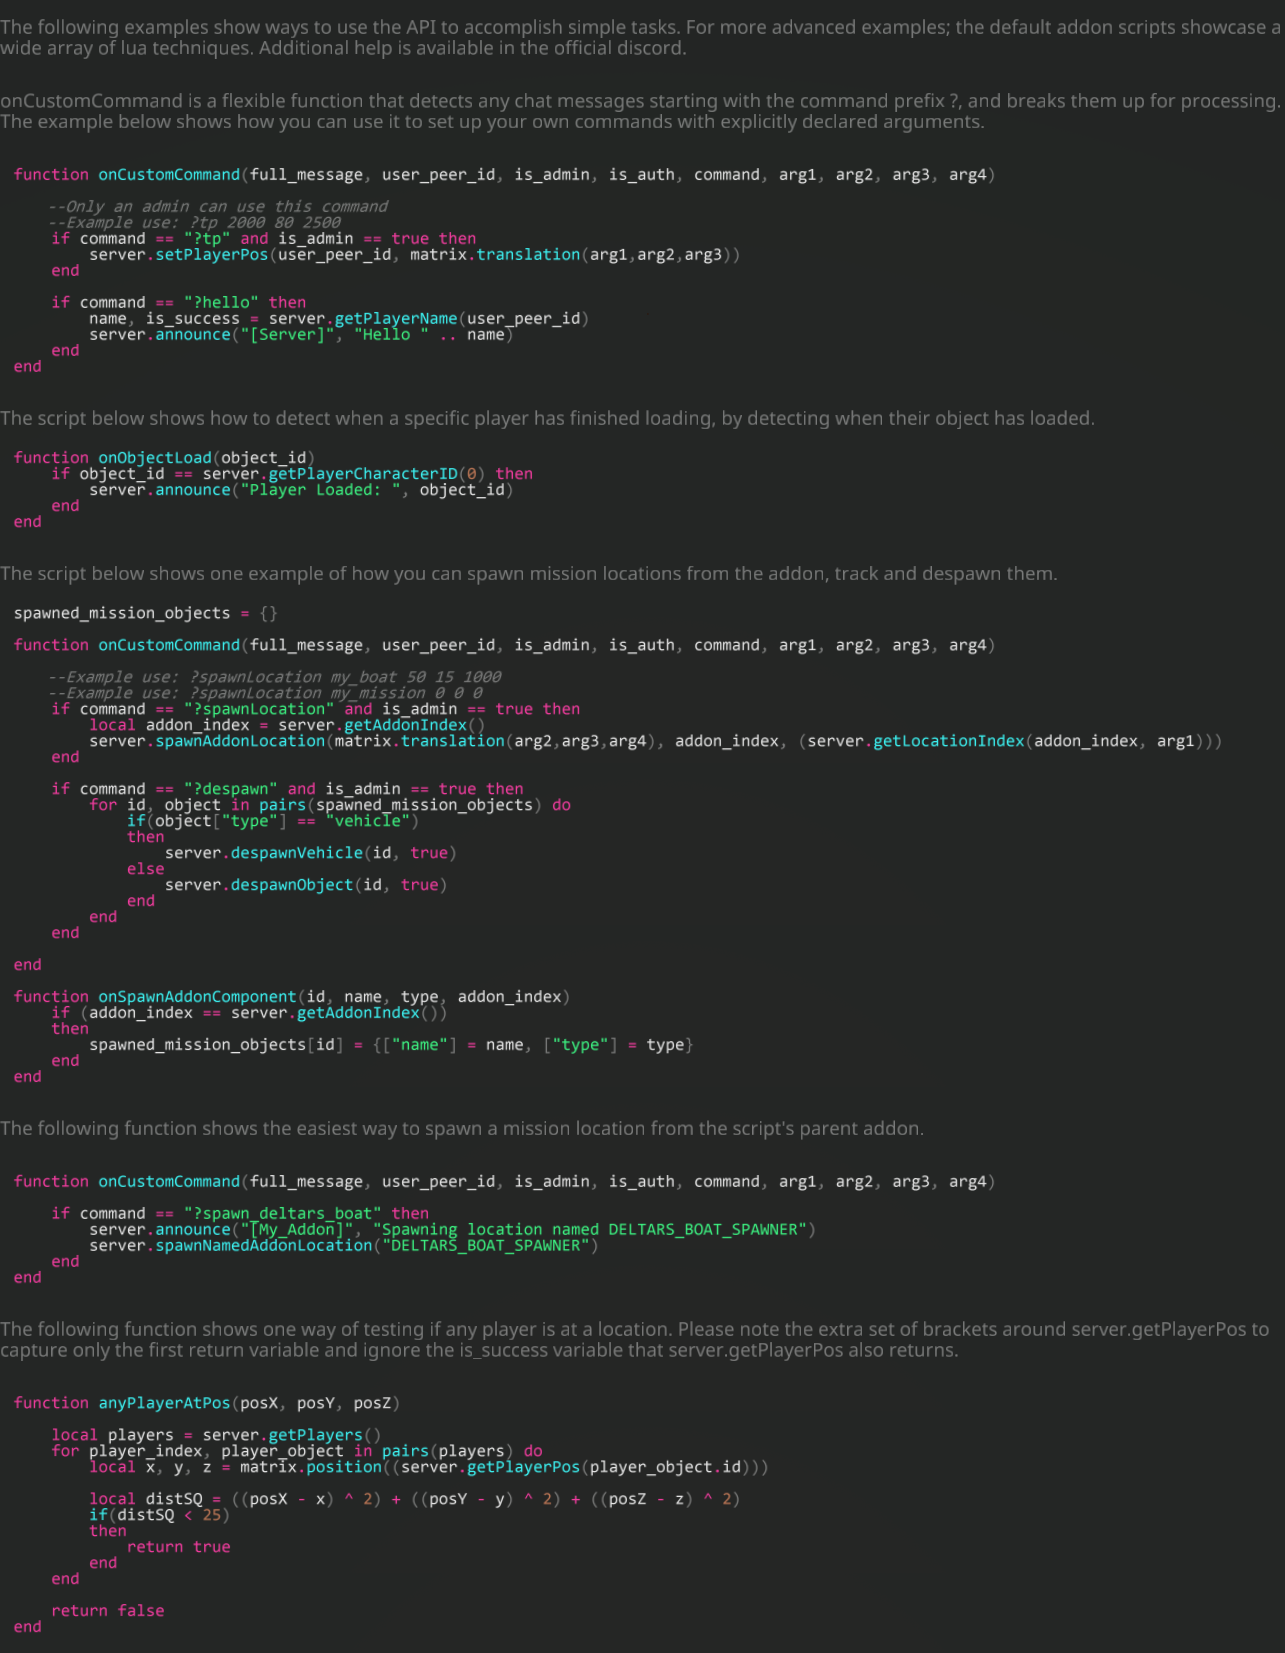 The following examples show ways to use the API to accomplish simple tasks. For more advanced examples; the default addon scripts showcase a
wide array of lua techniques. Additional help is available in the official discord.
onCustomCommand is a flexible function that detects any chat messages starting with the command prefix ?, and breaks them up for processing.
The example below shows how you can use it to set up your own commands with explicitly declared arguments.
function onCustomCommand(full_message, user_peer_id, is_admin, is_auth, command, arg1, arg2, arg3, arg4)
--Only an admin can use this command
--Example use: ?tp 2000 80 2500
if command == "?tp" and is_admin == true then
server.setPlayerPos(user_peer_id, matrix.translation(arg1,arg2,arg3))
end
if command == "?hello" then
name, is_success = server.getPlayerName(user_peer_id)
server.announce("[Server]", "Hello " .. name)
end
end
The script below shows how to detect when a specific player has finished loading, by detecting when their object has loaded.
function onObjectLoad(object_id)
if object_id == server.getPlayerCharacterID(0) then
server.announce("Player Loaded: ", object_id)
end
end
The script below shows one example of how you can spawn mission locations from the addon, track and despawn them.
spawned_mission_objects = {}
function onCustomCommand(full_message, user_peer_id, is_admin, is_auth, command, arg1, arg2, arg3, arg4)
--Example use: ?spawnLocation my_boat 50 15 1000
--Example use: ?spawnLocation my_mission 0 0 0
if command == "?spawnLocation" and is_admin == true then
local addon_index = server.getAddonIndex()
server.spawnAddonLocation(matrix.translation(arg2,arg3,arg4), addon_index, (server.getLocationIndex(addon_index, arg1)))
end
if command == "?despawn" and is_admin == true then
for id, object in pairs(spawned_mission_objects) do
if(object["type"] == "vehicle")
then
server.despawnVehicle(id, true)
else
server.despawnObject(id, true)
end
end
end
end
function onSpawnAddonComponent(id, name, type, addon_index)
if (addon_index == server.getAddonIndex())
then
spawned_mission_objects[id] = {["name"] = name, ["type"] = type}
end
end
The following function shows the easiest way to spawn a mission location from the script's parent addon.
function onCustomCommand(full_message, user_peer_id, is_admin, is_auth, command, arg1, arg2, arg3, arg4)
if command == "?spawn_deltars_boat" then
server.announce("[My_Addon]", "Spawning location named DELTARS_BOAT_SPAWNER")
server.spawnNamedAddonLocation("DELTARS_BOAT_SPAWNER")
end
end
The following function shows one way of testing if any player is at a location. Please note the extra set of brackets around server.getPlayerPos to
capture only the first return variable and ignore the is_success variable that server.getPlayerPos also returns.
function anyPlayerAtPos(posX, posY, posZ)
local players = server.getPlayers()
for player_index, player_object in pairs(players) do
local x, y, z = matrix.position((server.getPlayerPos(player_object.id)))
local distSQ = ((posX - x) ^ 2) + ((posY - y) ^ 2) + ((posZ - z) ^ 2)
if(distSQ < 25)
then
return true
end
end
return false
end